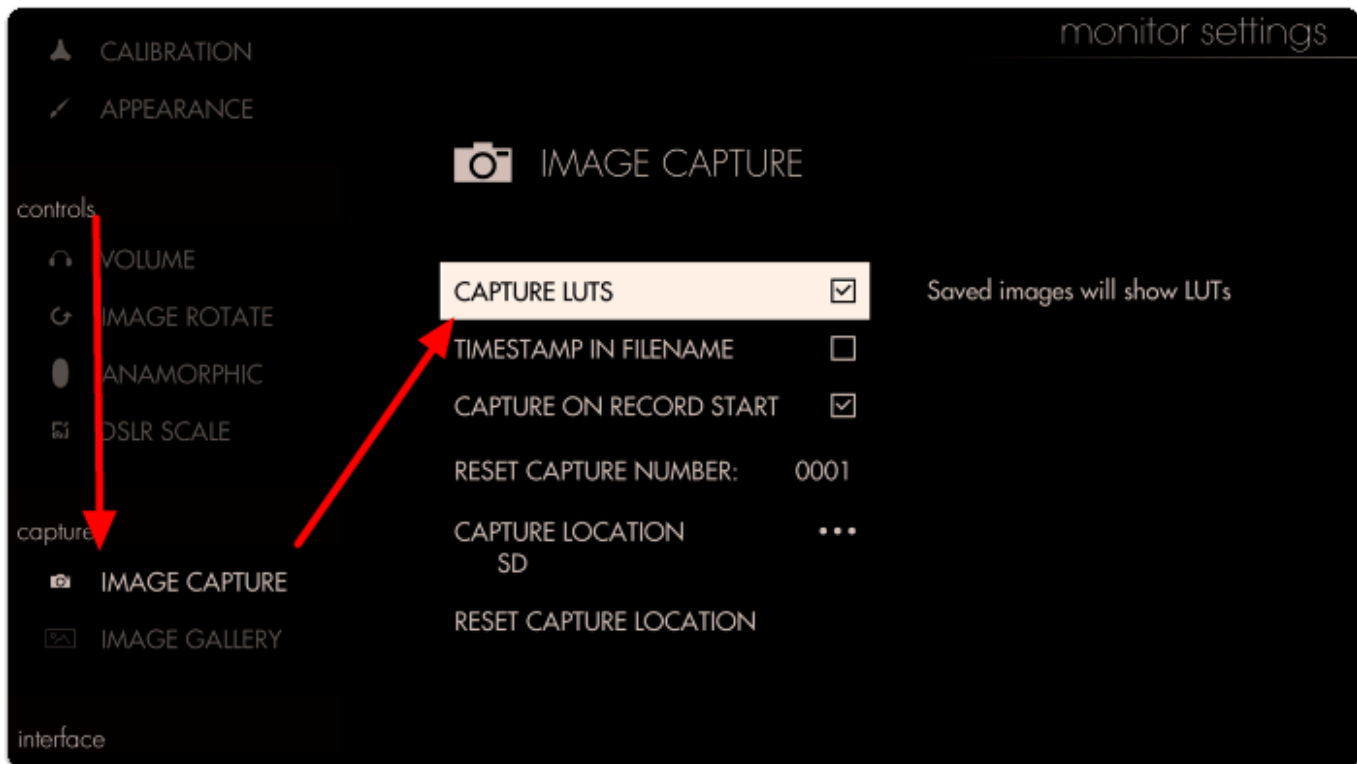 monitor settings
CALIBRATION
APPEARANCE
controls
VOLUME
IMAGE ROTATE
ANAMORPHIC
DSLR SCALE
capture
IMAGE CAPTURE
IMAGE GALLERY
interface
IMAGE CAPTURE
CAPTURE LUTS
Saved images will show LUTs
TIMESTAMP IN FILENAME
CAPTURE ON RECORD START
RESET CAPTURE NUMBER: 0001
CAPTURE LOCATION •••
SD
RESET CAPTURE LOCATION